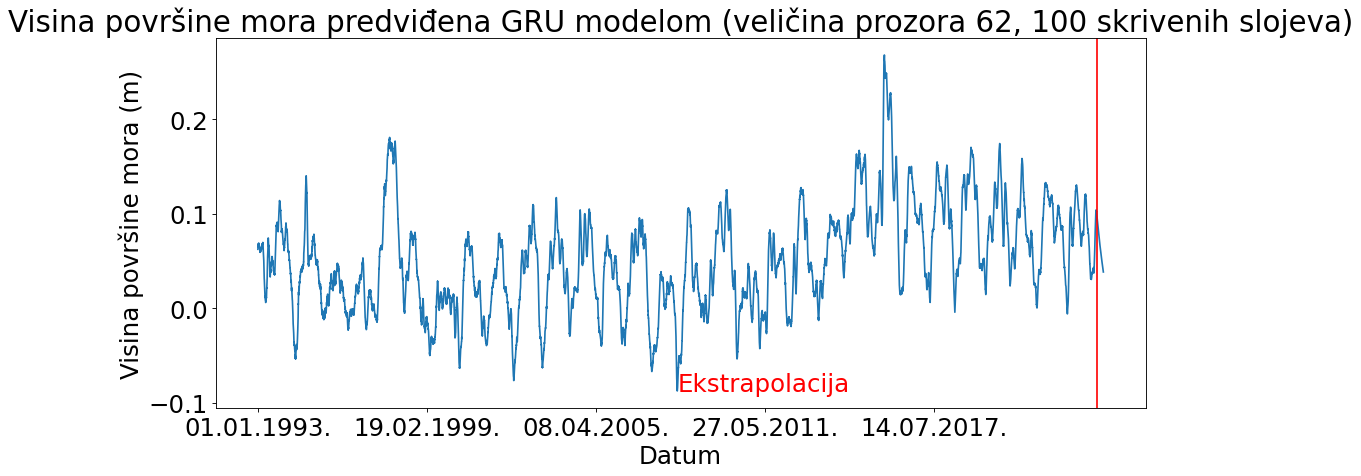 Visina površine mora predviđena GRU modelom (veličina prozora 62, 100 skrivenih slojeva)
Visina površine mora (m)
0.2
0.1
0.0
−0.1
Ekstrapolacija
01.01.1993. 19.02.1999. 08.04.2005. 27.05.2011. 14.07.2017.
Datum